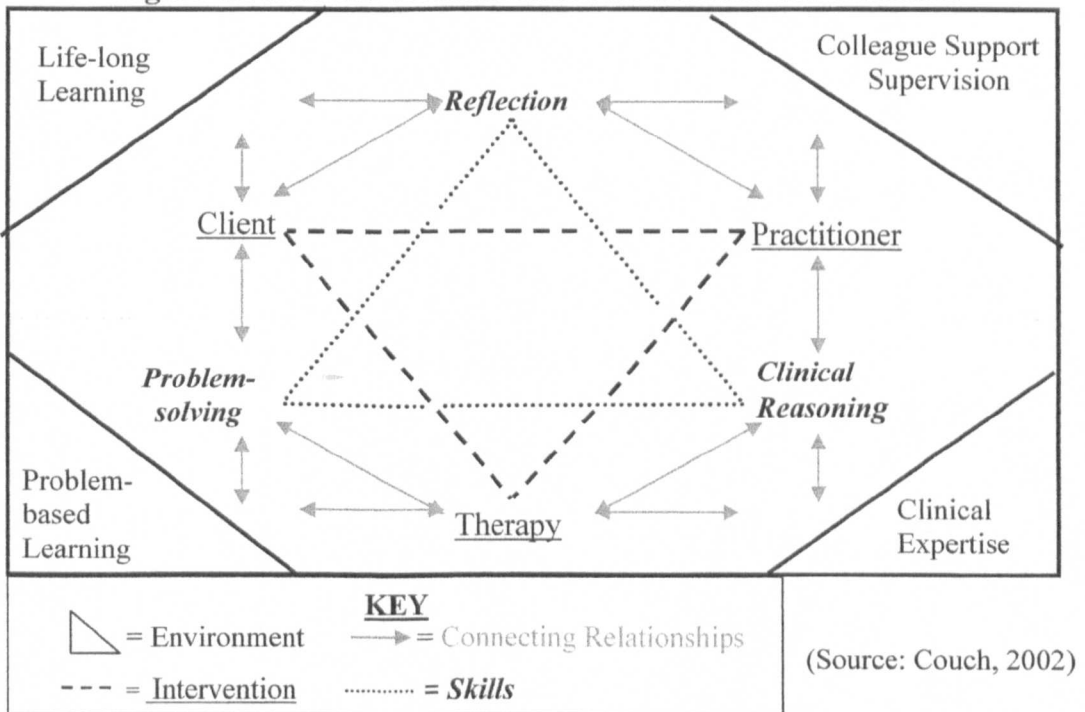 Life-long
Learning
Colleague Support
Supervision
Reflection
Client
Practitioner
Problem-
solving
Clinical
Reasoning
Problem-
based
Learning
Therapy
Clinical
Expertise
KEY
= Environment
= Connecting Relationships
= Intervention
= Skills
(Source: Couch, 2002)